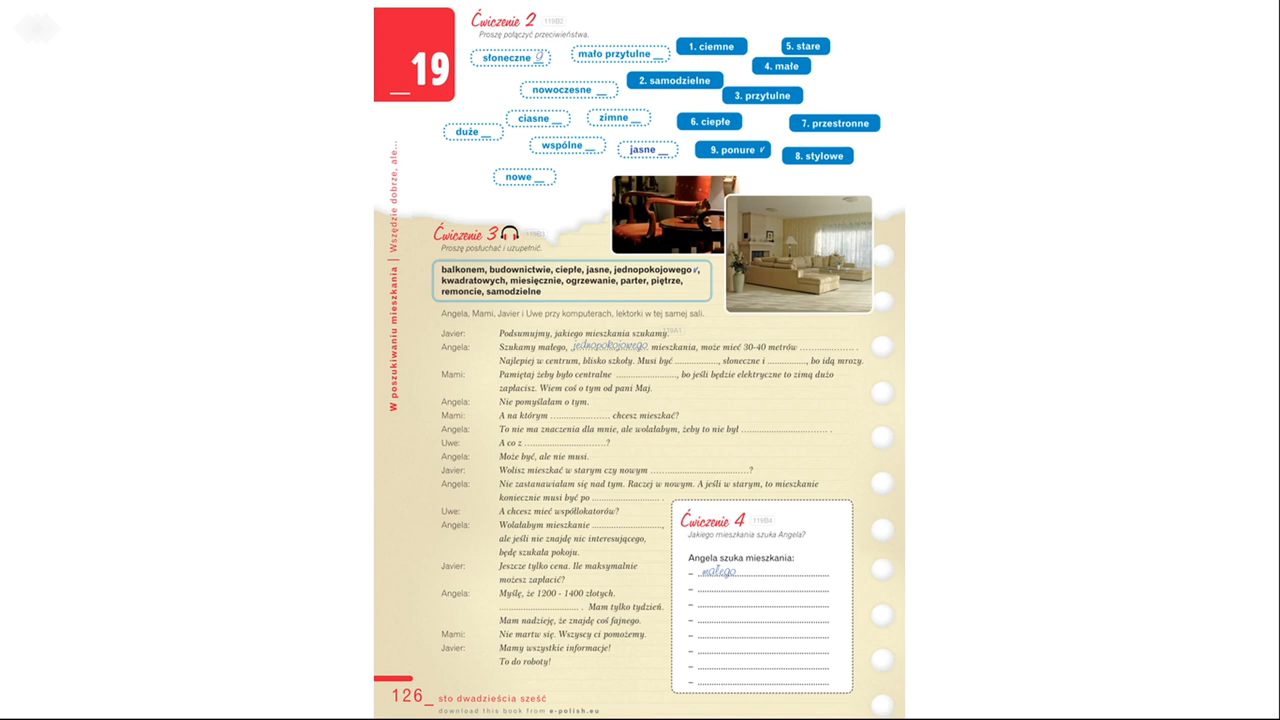 19
Ćwiczenie 2 119B2
Proszę połączyć przeciwieństwa.
słoneczne 9
mało przytulne __
1. ciemne
5. stare
4. małe
nowoczesne __
2. samodzielne
3. przytulne
ciasne __
zimne __
6. ciepłe
7. przestronne
duże __
wspólne __
jasne __
9. ponure √
8. stylowe
nowe __
W poszukiwaniu mieszkania | Wszędzie dobrze, ale...
Ćwiczenie 3 119B3
Proszę posłuchać i uzupełnić.
balkonem, budownictwie, ciepłe, jasne, jednopokojowego √,
kwadratowych, miesięcznie, ogrzewanie, parter, piętrze,
remoncie, samodzielne
Angela, Mami, Javier i Uwe przy komputerach, lektorki w tej samej sali.
Javier: Podsumujmy, jakiego mieszkania szukamy.
Angela: Szukamy małego, jednopokojowego mieszkania, może mieć 30-40 metrów .................... .
Najlepiej w centrum, blisko szkoły. Musi być ..............., słoneczne i ............., bo idą mrozy.
Mami: Pamiętaj żeby było centralne ....................., bo jeśli będzie elektryczne to zimą dużo
zapłacisz. Wiem coś o tym od pani Maj.
Angela: Nie pomyślałam o tym.
Mami: A na którym .................... chcesz mieszkać?
Angela: To nie ma znaczenia dla mnie, ale wolałabym, żeby to nie był ............................. .
Uwe: A co z ............................?
Angela: Może być, ale nie musi.
Javier: Wolisz mieszkać w starym czy nowym .................................?
Angela: Nie zastanawiałam się nad tym. Raczej w nowym. A jeśli w starym, to mieszkanie
koniecznie musi być po ........................ .
Uwe: A chcesz mieć współlokatorów?
Angela: Wolałabym mieszkanie ........................,
ale jeśli nie znajdę nic interesującego,
będę szukała pokoju.
Javier: Jeszcze tylko cena. Ile maksymalnie
możesz zapłacić?
Angela: Myślę, że 1200 - 1400 złotych.
........................... . Mam tylko tydzień.
Mam nadzieję, że znajdę coś fajnego.
Mami: Nie martw się. Wszyscy ci pomożemy.
Javier: Mamy wszystkie informacje!
To do roboty!
Ćwiczenie 4 119B4
Jakiego mieszkania szuka Angela?
Angela szuka mieszkania:
– małego
– ..........................................
– ..........................................
– ..........................................
– ..........................................
– ..........................................
– ..........................................
– ..........................................
126_ sto dwadzieścia sześć
download this book from e-polish.eu